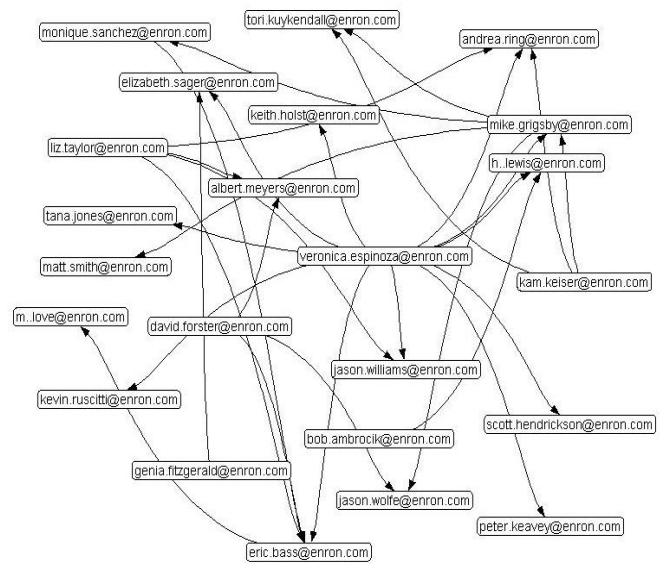 tori.kuykendall@enron.com
monique.sanchez@enron.com
andrea.ring@enron.com
elizabeth.sager@enron.com
keith.holst@enron.com
mike.grigsby@enron.com
liz.taylor@enron.com
h..lewis@enron.com
albert.meyers@enron.com
tana.jones@enron.com
veronica.espinoza@enron.com
matt.smith@enron.com
kam.keiser@enron.com
m..love@enron.com
david.forster@enron.com
jason.williams@enron.com
kevin.ruscitti@enron.com
scott.hendrickson@enron.com
bob.ambrocik@enron.com
genia.fitzgerald@enron.com
jason.wolfe@enron.com
peter.keavey@enron.com
eric.bass@enron.com